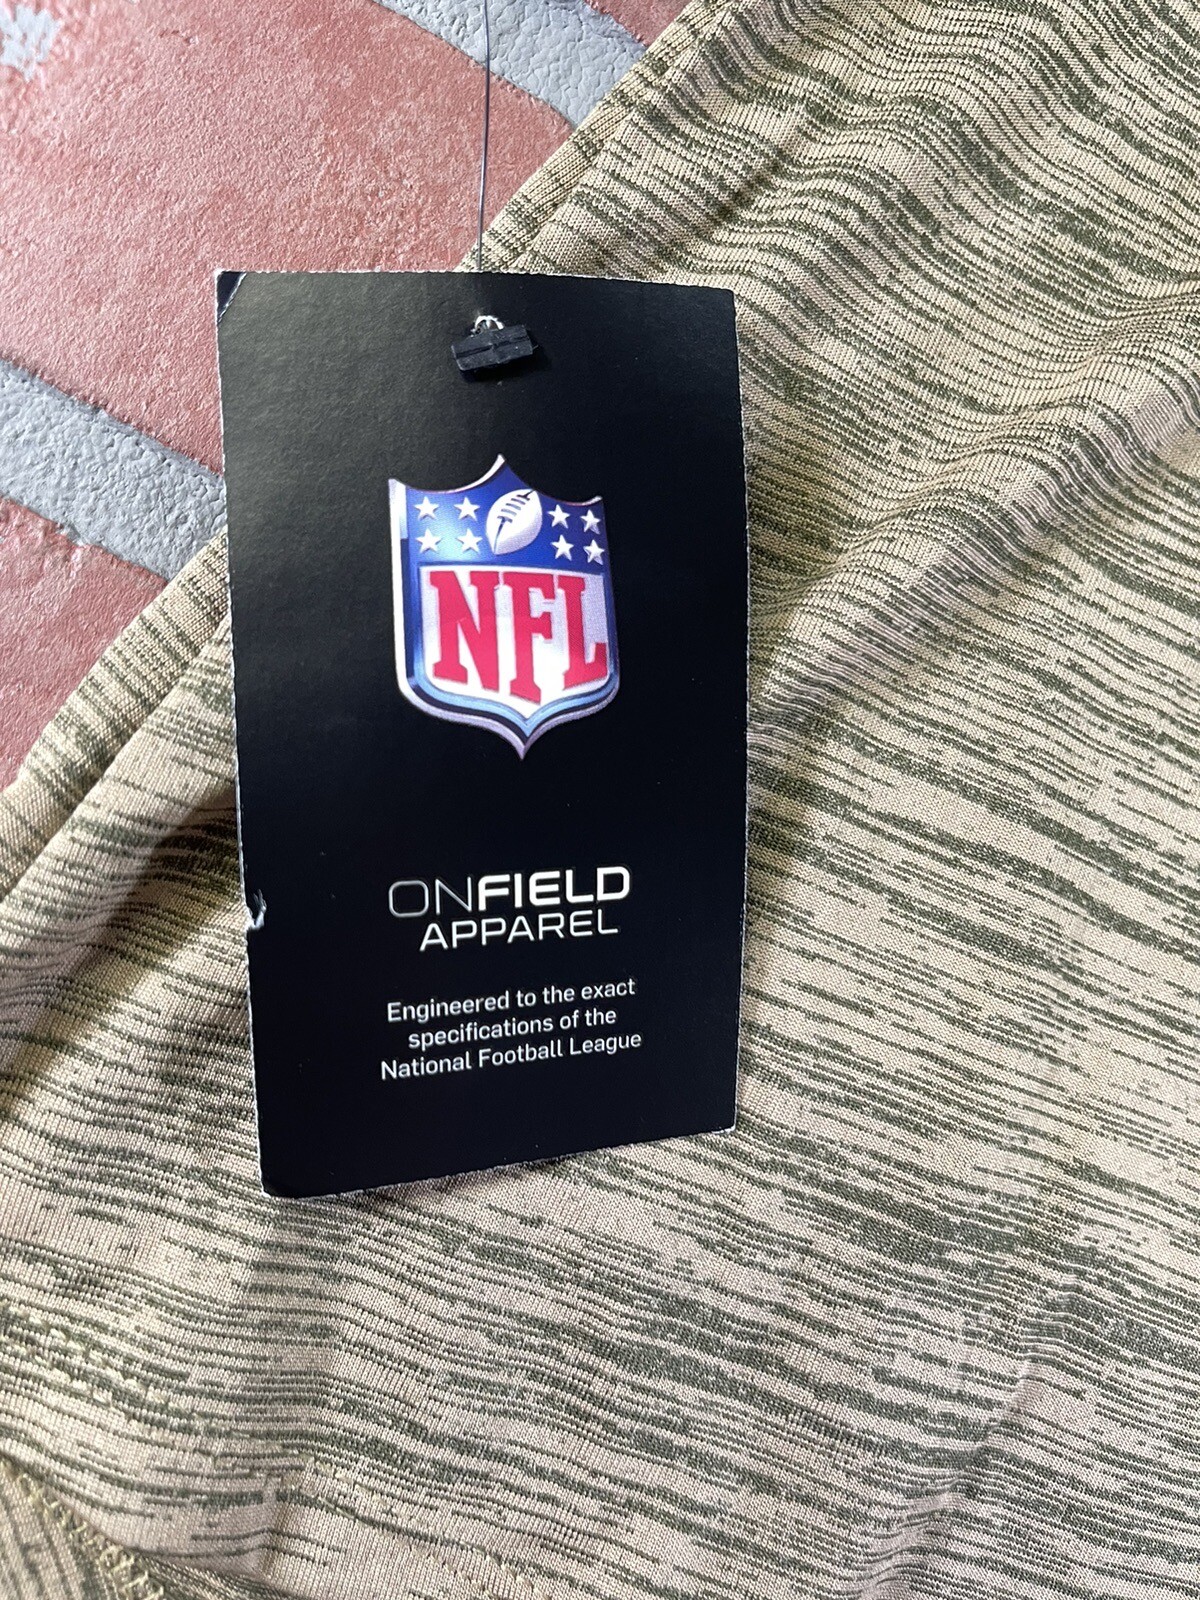 NFL
ONFIELD
APPAREL
Engineered to the exact
specifications of the
National Football League